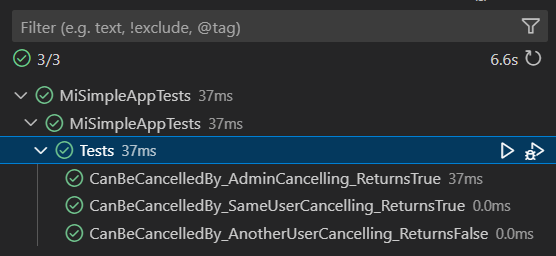 Filter (e.g. text, !exclude, @tag)
3/3 6.6s
MiSimpleAppTests 37ms
MiSimpleAppTests 37ms
Tests 37ms
CanBeCancelledBy_AdminCancelling_ReturnsTrue 37ms
CanBeCancelledBy_SameUserCancelling_ReturnsTrue 0.0ms
CanBeCancelledBy_AnotherUserCancelling_ReturnsFalse 0.0ms